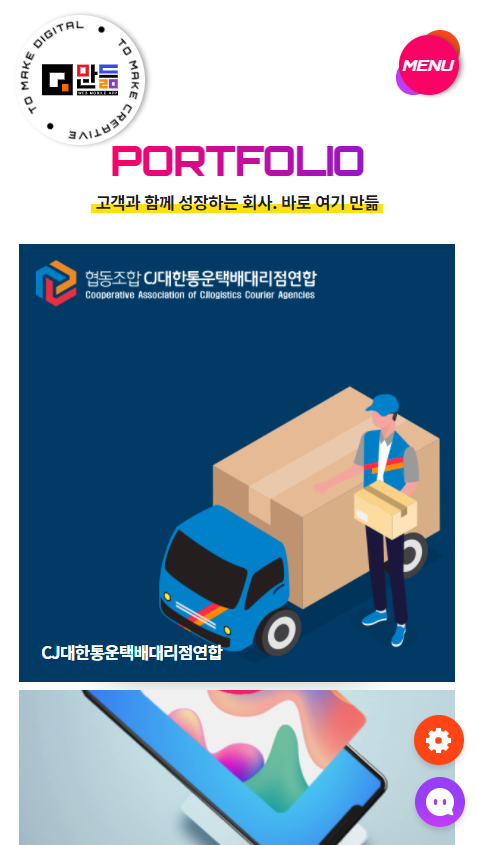 TO MAKE DIGITAL
TO MAKE CREATIVE
만듦
WEB MOBILE APP
MENU
PORTFOLIO
고객과 함께 성장하는 회사. 바로 여기 만듦
협동조합 CJ대한통운택배대리점연합
Cooperative Association of CJlogistics Courier Agencies
CJ대한통운택배대리점연합